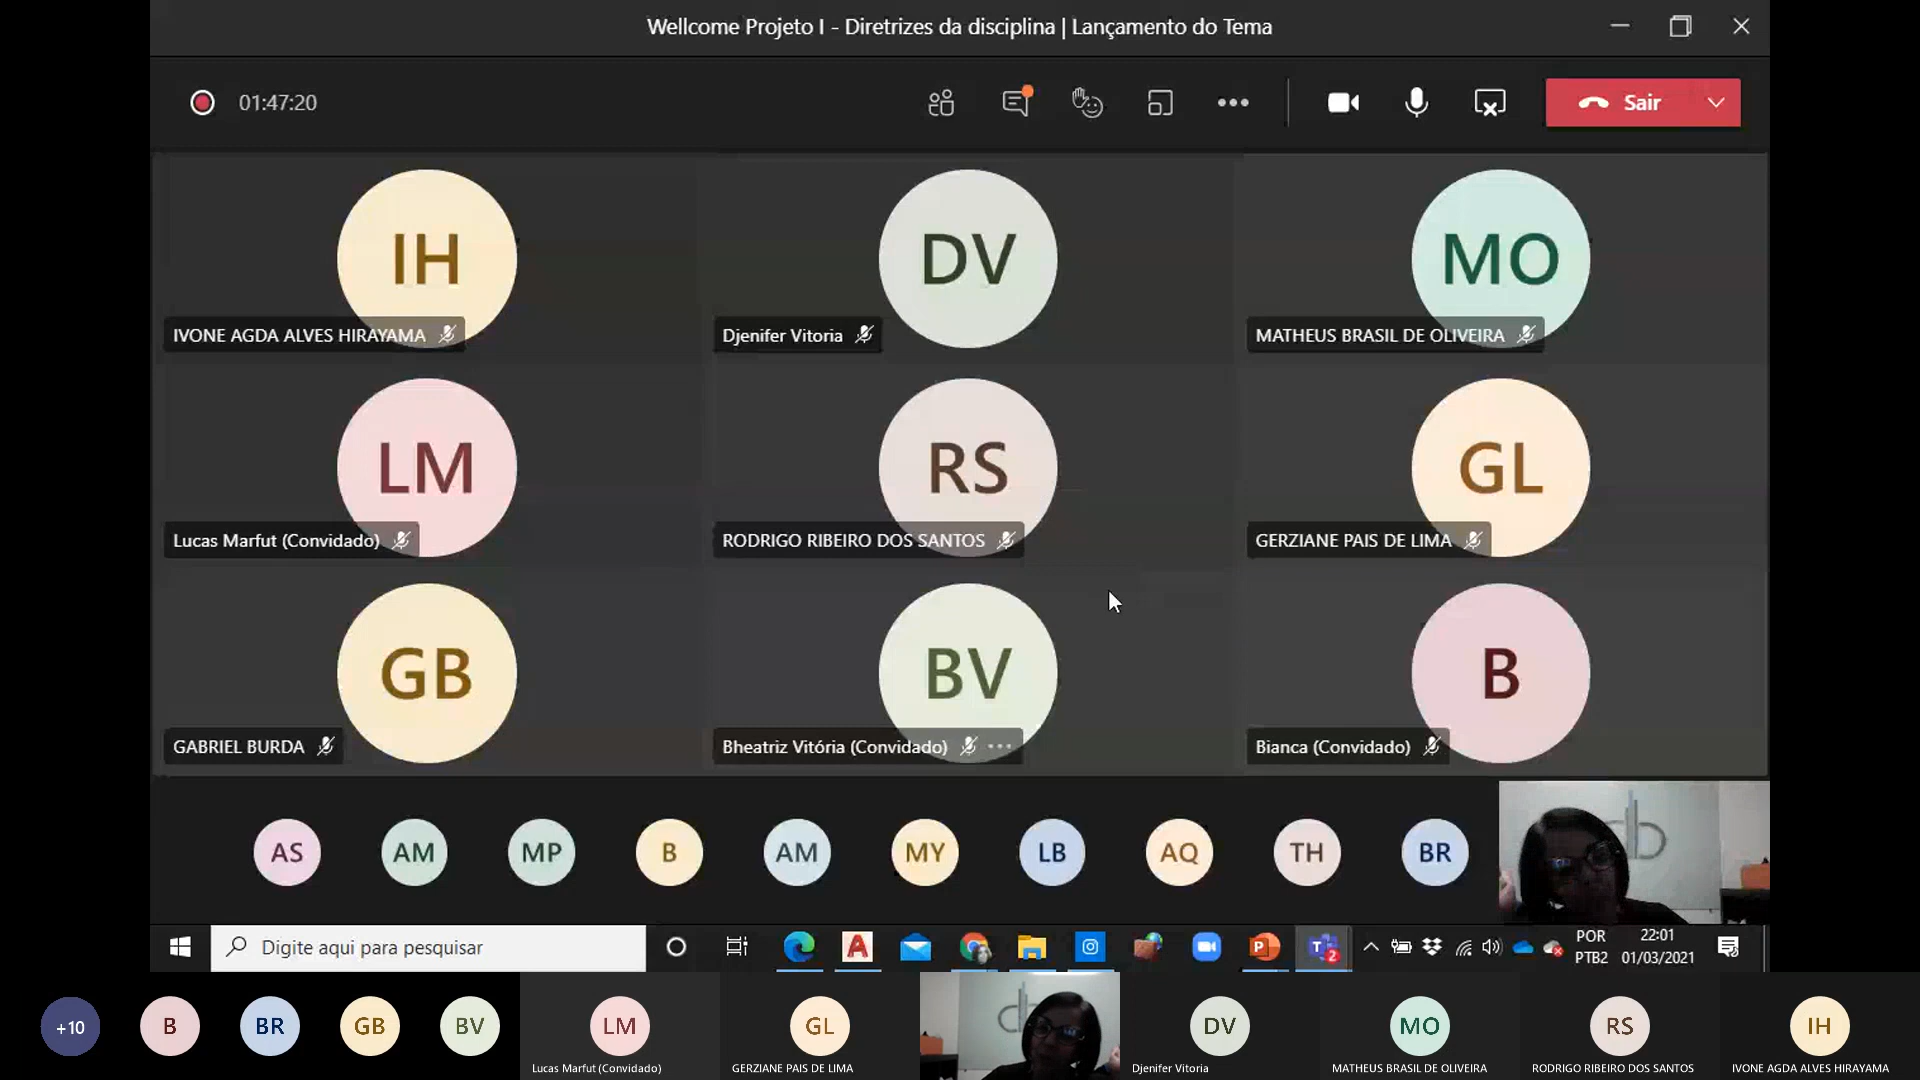 Wellcome Projeto I - Diretrizes da disciplina | Lançamento do Tema
01:47:20
Sair
IH
DV
MO
IVONE AGDA ALVES HIRAYAMA
Djenifer Vitoria
MATHEUS BRASIL DE OLIVEIRA
LM
RS
GL
Lucas Marfut (Convidado)
RODRIGO RIBEIRO DOS SANTOS
GERZIANE PAIS DE LIMA
GB
BV
B
GABRIEL BURDA
Bheatriz Vitória (Convidado)
Bianca (Convidado)
AS
AM
MP
B
AM
MY
LB
AQ
TH
BR
Digite aqui para pesquisar
2
POR
PTB2
22:01
01/03/2021
+10
B
BR
GB
BV
LM
GL
DV
MO
RS
IH
Lucas Marfut (Convidado)
GERZIANE PAIS DE LIMA
Djenifer Vitoria
MATHEUS BRASIL DE OLIVEIRA
RODRIGO RIBEIRO DOS SANTOS
IVONE AGDA ALVES HIRAYAMA